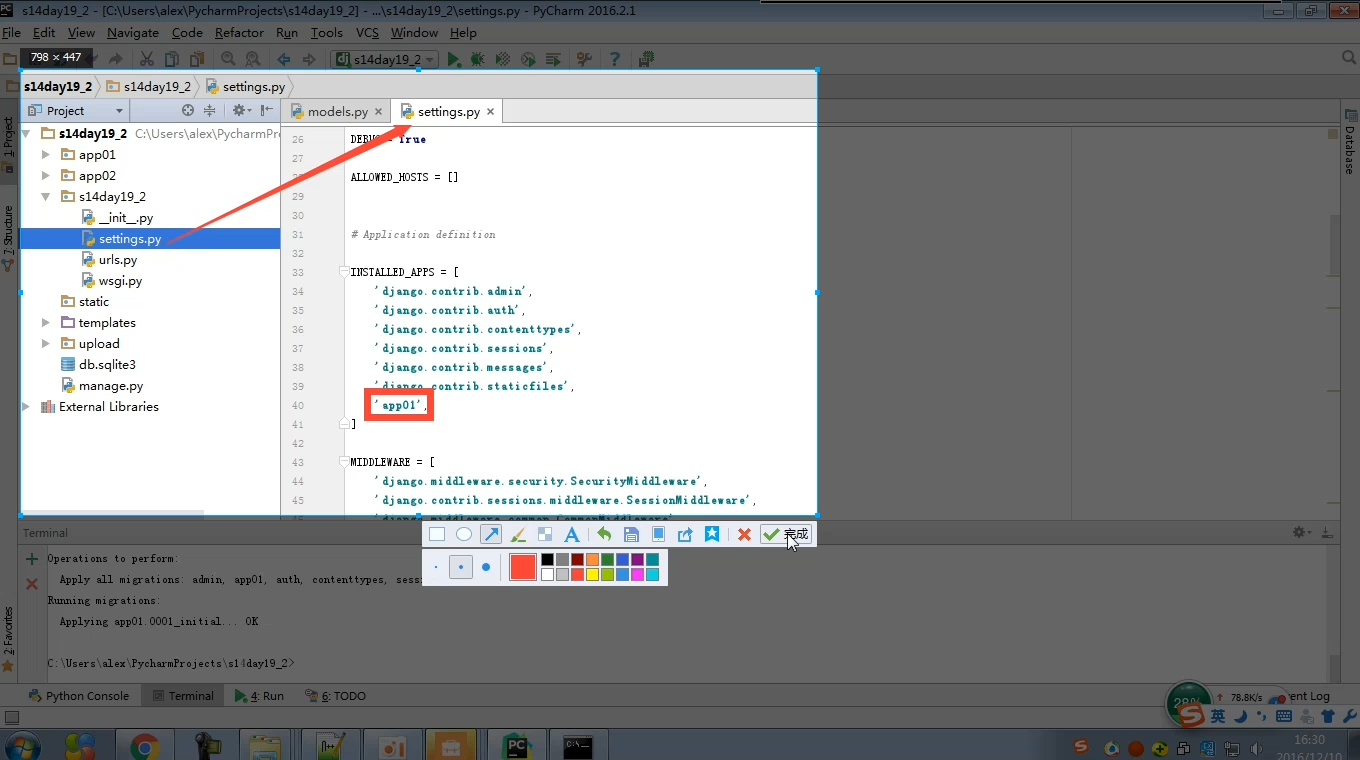 s14day19_2 - [C:\Users\alex\PycharmProjects\s14day19_2] - ...\s14day19_2\settings.py - PyCharm 2016.2.1
File Edit View Navigate Code Refactor Run Tools VCS Window Help
798 × 447
s14day19_2
s14day19_2 s14day19_2 settings.py
Project
models.py settings.py
1: Project
7: Structure
2: Favorites
Database
s14day19_2 C:\Users\alex\PycharmPr
app01
app02
s14day19_2
__init__.py
settings.py
urls.py
wsgi.py
static
templates
upload
db.sqlite3
manage.py
External Libraries
26 DEBUG = True
27
28 ALLOWED_HOSTS = []
29
30
31 # Application definition
32
33 INSTALLED_APPS = [
34 'django.contrib.admin',
35 'django.contrib.auth',
36 'django.contrib.contenttypes',
37 'django.contrib.sessions',
38 'django.contrib.messages',
39 'django.contrib.staticfiles',
40 'app01',
41 ]
42
43 MIDDLEWARE = [
44 'django.middleware.security.SecurityMiddleware',
45 'django.contrib.sessions.middleware.SessionMiddleware',
完成
Terminal
Operations to perform:
Apply all migrations: admin, app01, auth, contenttypes, sess
Running migrations:
Applying app01.0001_initial... OK
C:\Users\alex\PycharmProjects\s14day19_2>
Python Console Terminal 4: Run 6: TODO
28% 78.8K/s ent Log
英
16:30
2016/12/10